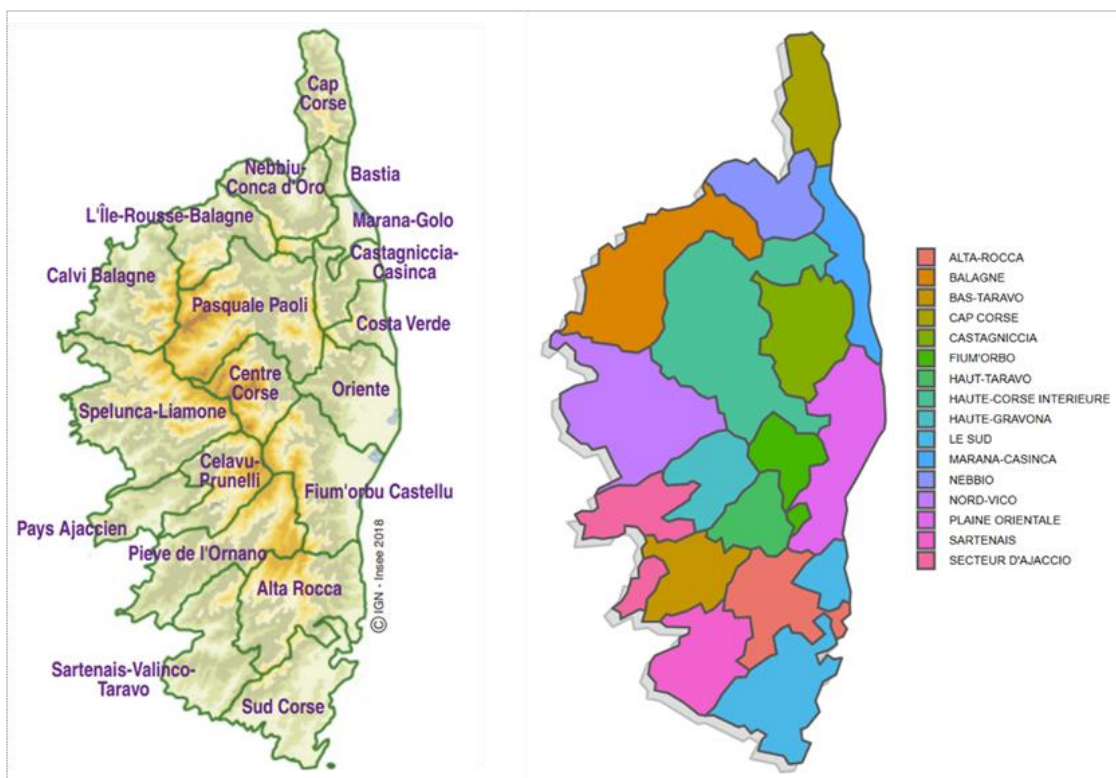 Cap
Corse
Nebbiu-
Conca d'Oro
Bastia
L'Île-Rousse-Balagne
Marana-Golo
Castagniccia-
Casinca
Calvi Balagne
Pasquale Paoli
Costa Verde
Centre
Corse
Oriente
Spelunca-Liamone
Celavu-
Prunelli
Fium'orbu Castellu
Pays Ajaccien
Pieve de l'Ornano
Alta Rocca
Sartenais-Valinco-
Taravo
Sud Corse
© IGN - Insee 2018
ALTA-ROCCA
BALAGNE
BAS-TARAVO
CAP CORSE
CASTAGNICCIA
FIUM'ORBO
HAUT-TARAVO
HAUTE-CORSE INTERIEURE
HAUTE-GRAVONA
LE SUD
MARANA-CASINCA
NEBBIO
NORD-VICO
PLAINE ORIENTALE
SARTENAIS
SECTEUR D'AJACCIO